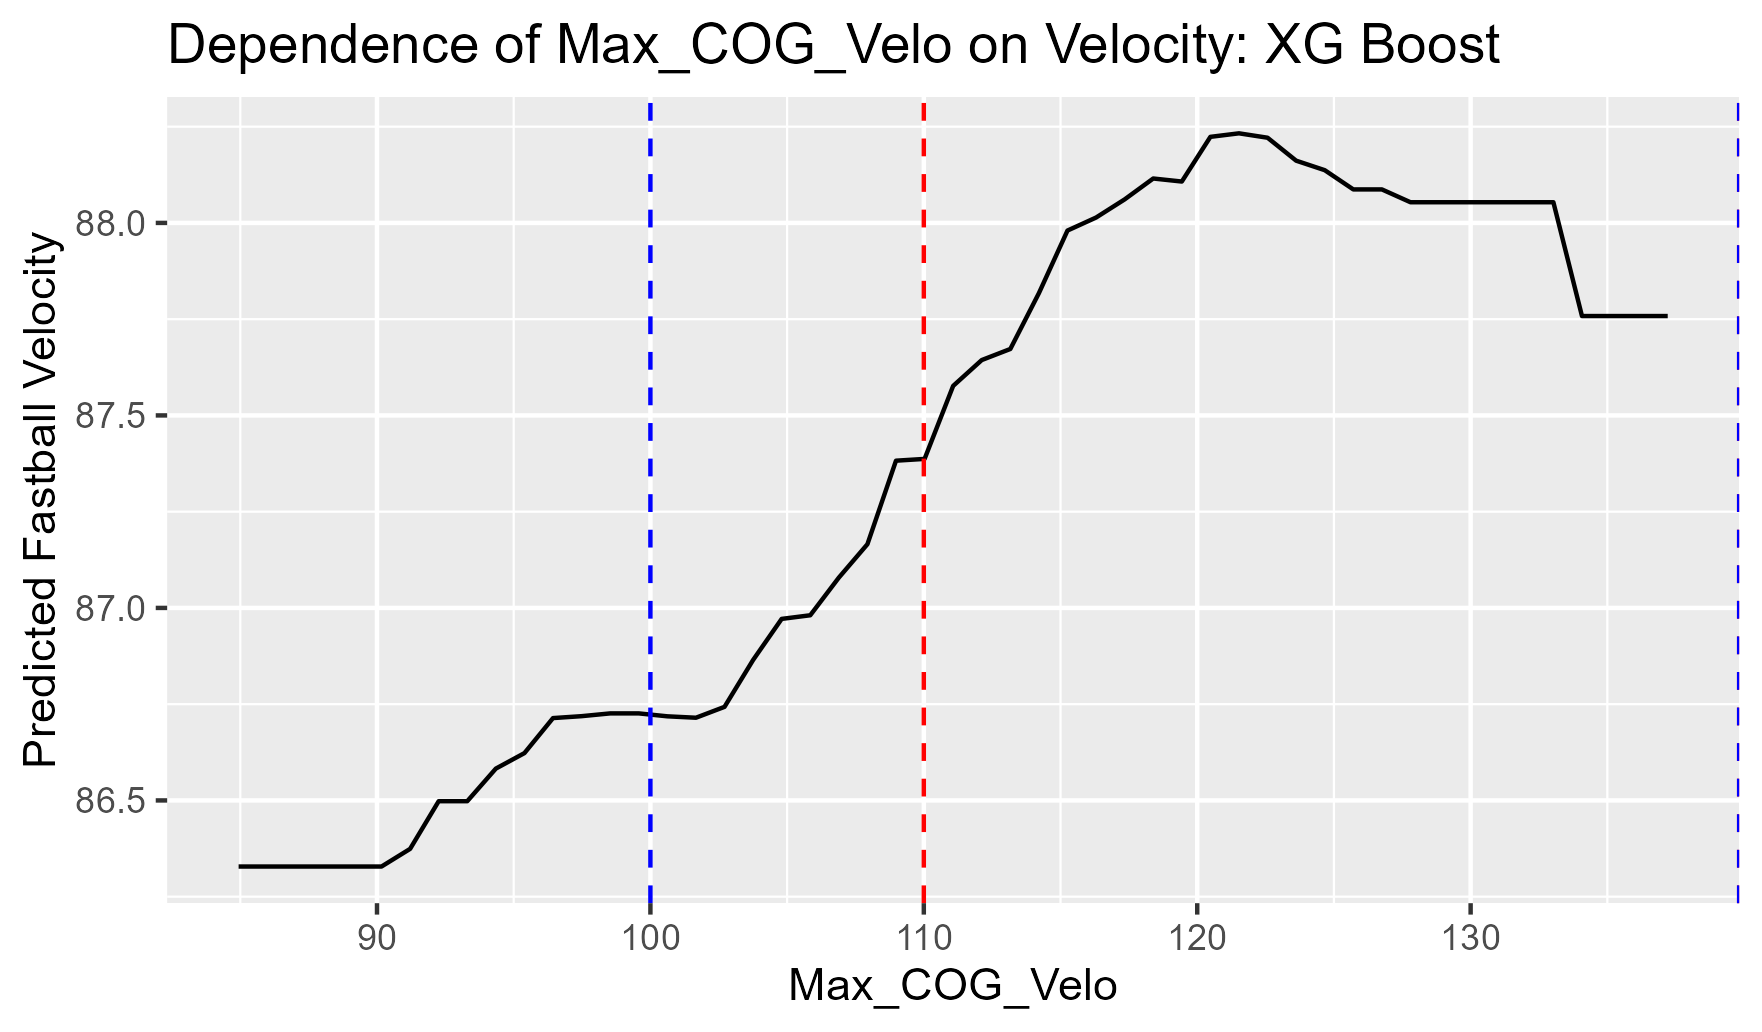 Dependence of Max_COG_Velo on Velocity: XG Boost
Predicted Fastball Velocity
88.0
87.5
87.0
86.5
90 100 110 120 130
Max_COG_Velo